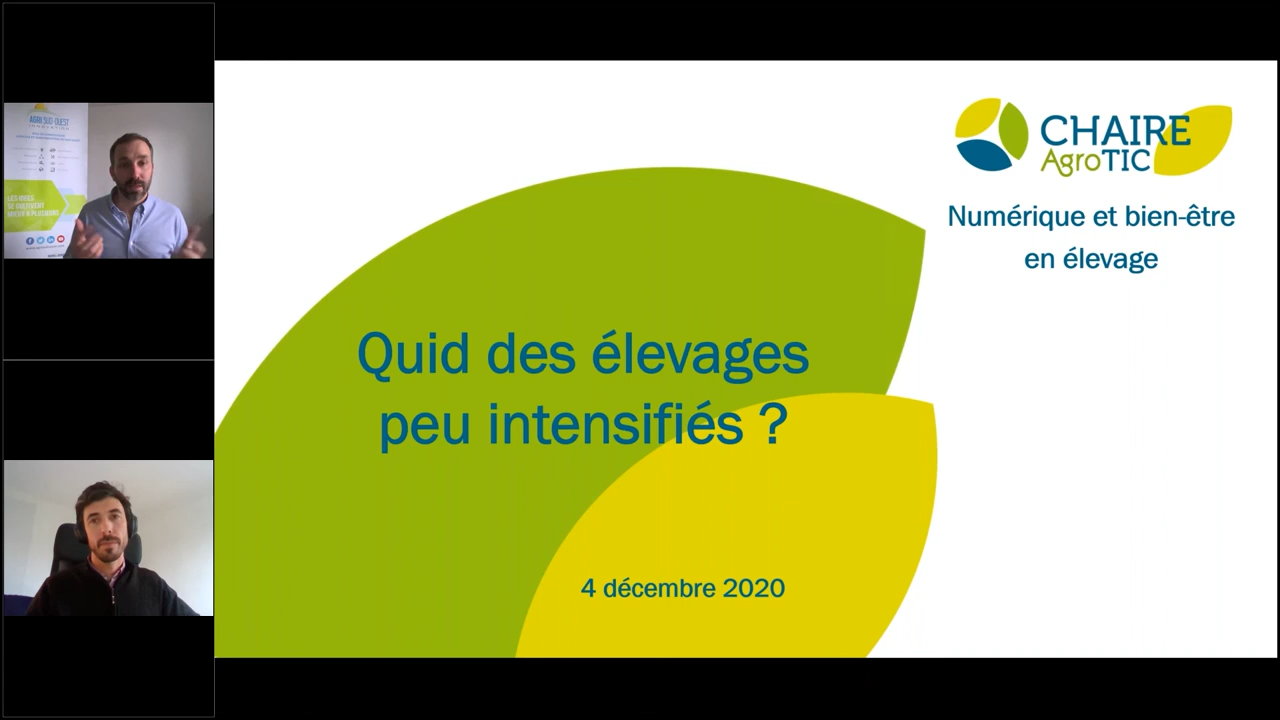 AGRI SUD-OUEST
INNOVATION
LES IDÉES
SE CULTIVENT
MIEUX À PLUSIEURS
CHAIRE
AgroTIC
Numérique et bien-être
en élevage
Quid des élevages
peu intensifiés ?
4 décembre 2020